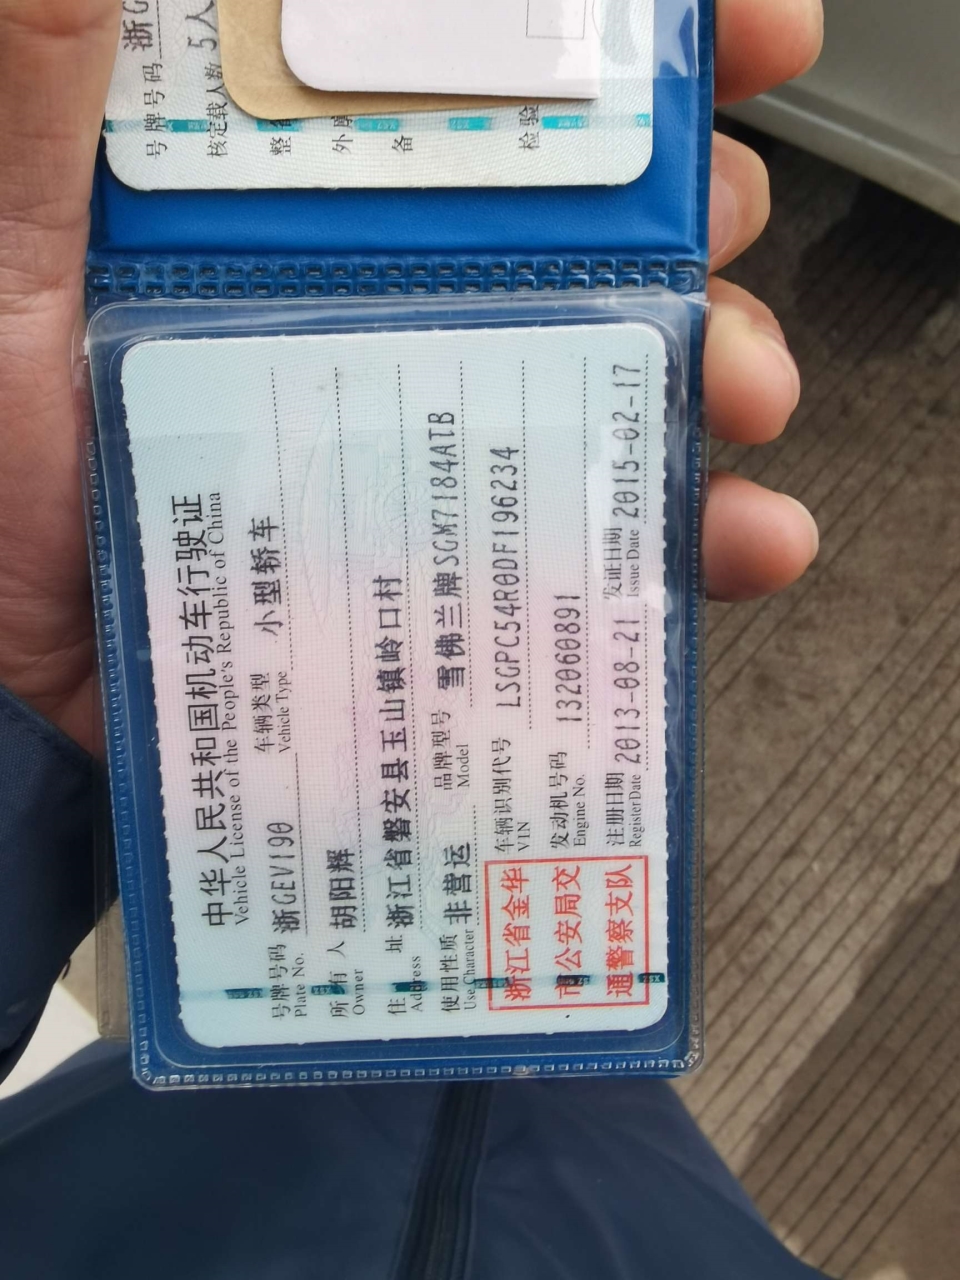 中华人民共和国机动车行驶证
Vehicle License of the People's Republic of China
号牌号码 浙GEV190 车辆类型 小型轿车
Plate No. Vehicle Type
所有人 胡阳辉
Owner
住址 浙江省磐安县玉山镇岭口村
Address
使用性质 非营运 品牌型号 雪佛兰牌SGM7184ATB
Use Character Model
浙江省金华
市公安局交
通警察支队
车辆识别代号 LSGPC54R0DF196234
VIN
发动机号码 132060891
Engine No.
注册日期 2013-08-21 发证日期 2015-02-17
Register Date Issue Date
号牌号码 浙G
核定载人数 5人
整备
外廓
备
检验